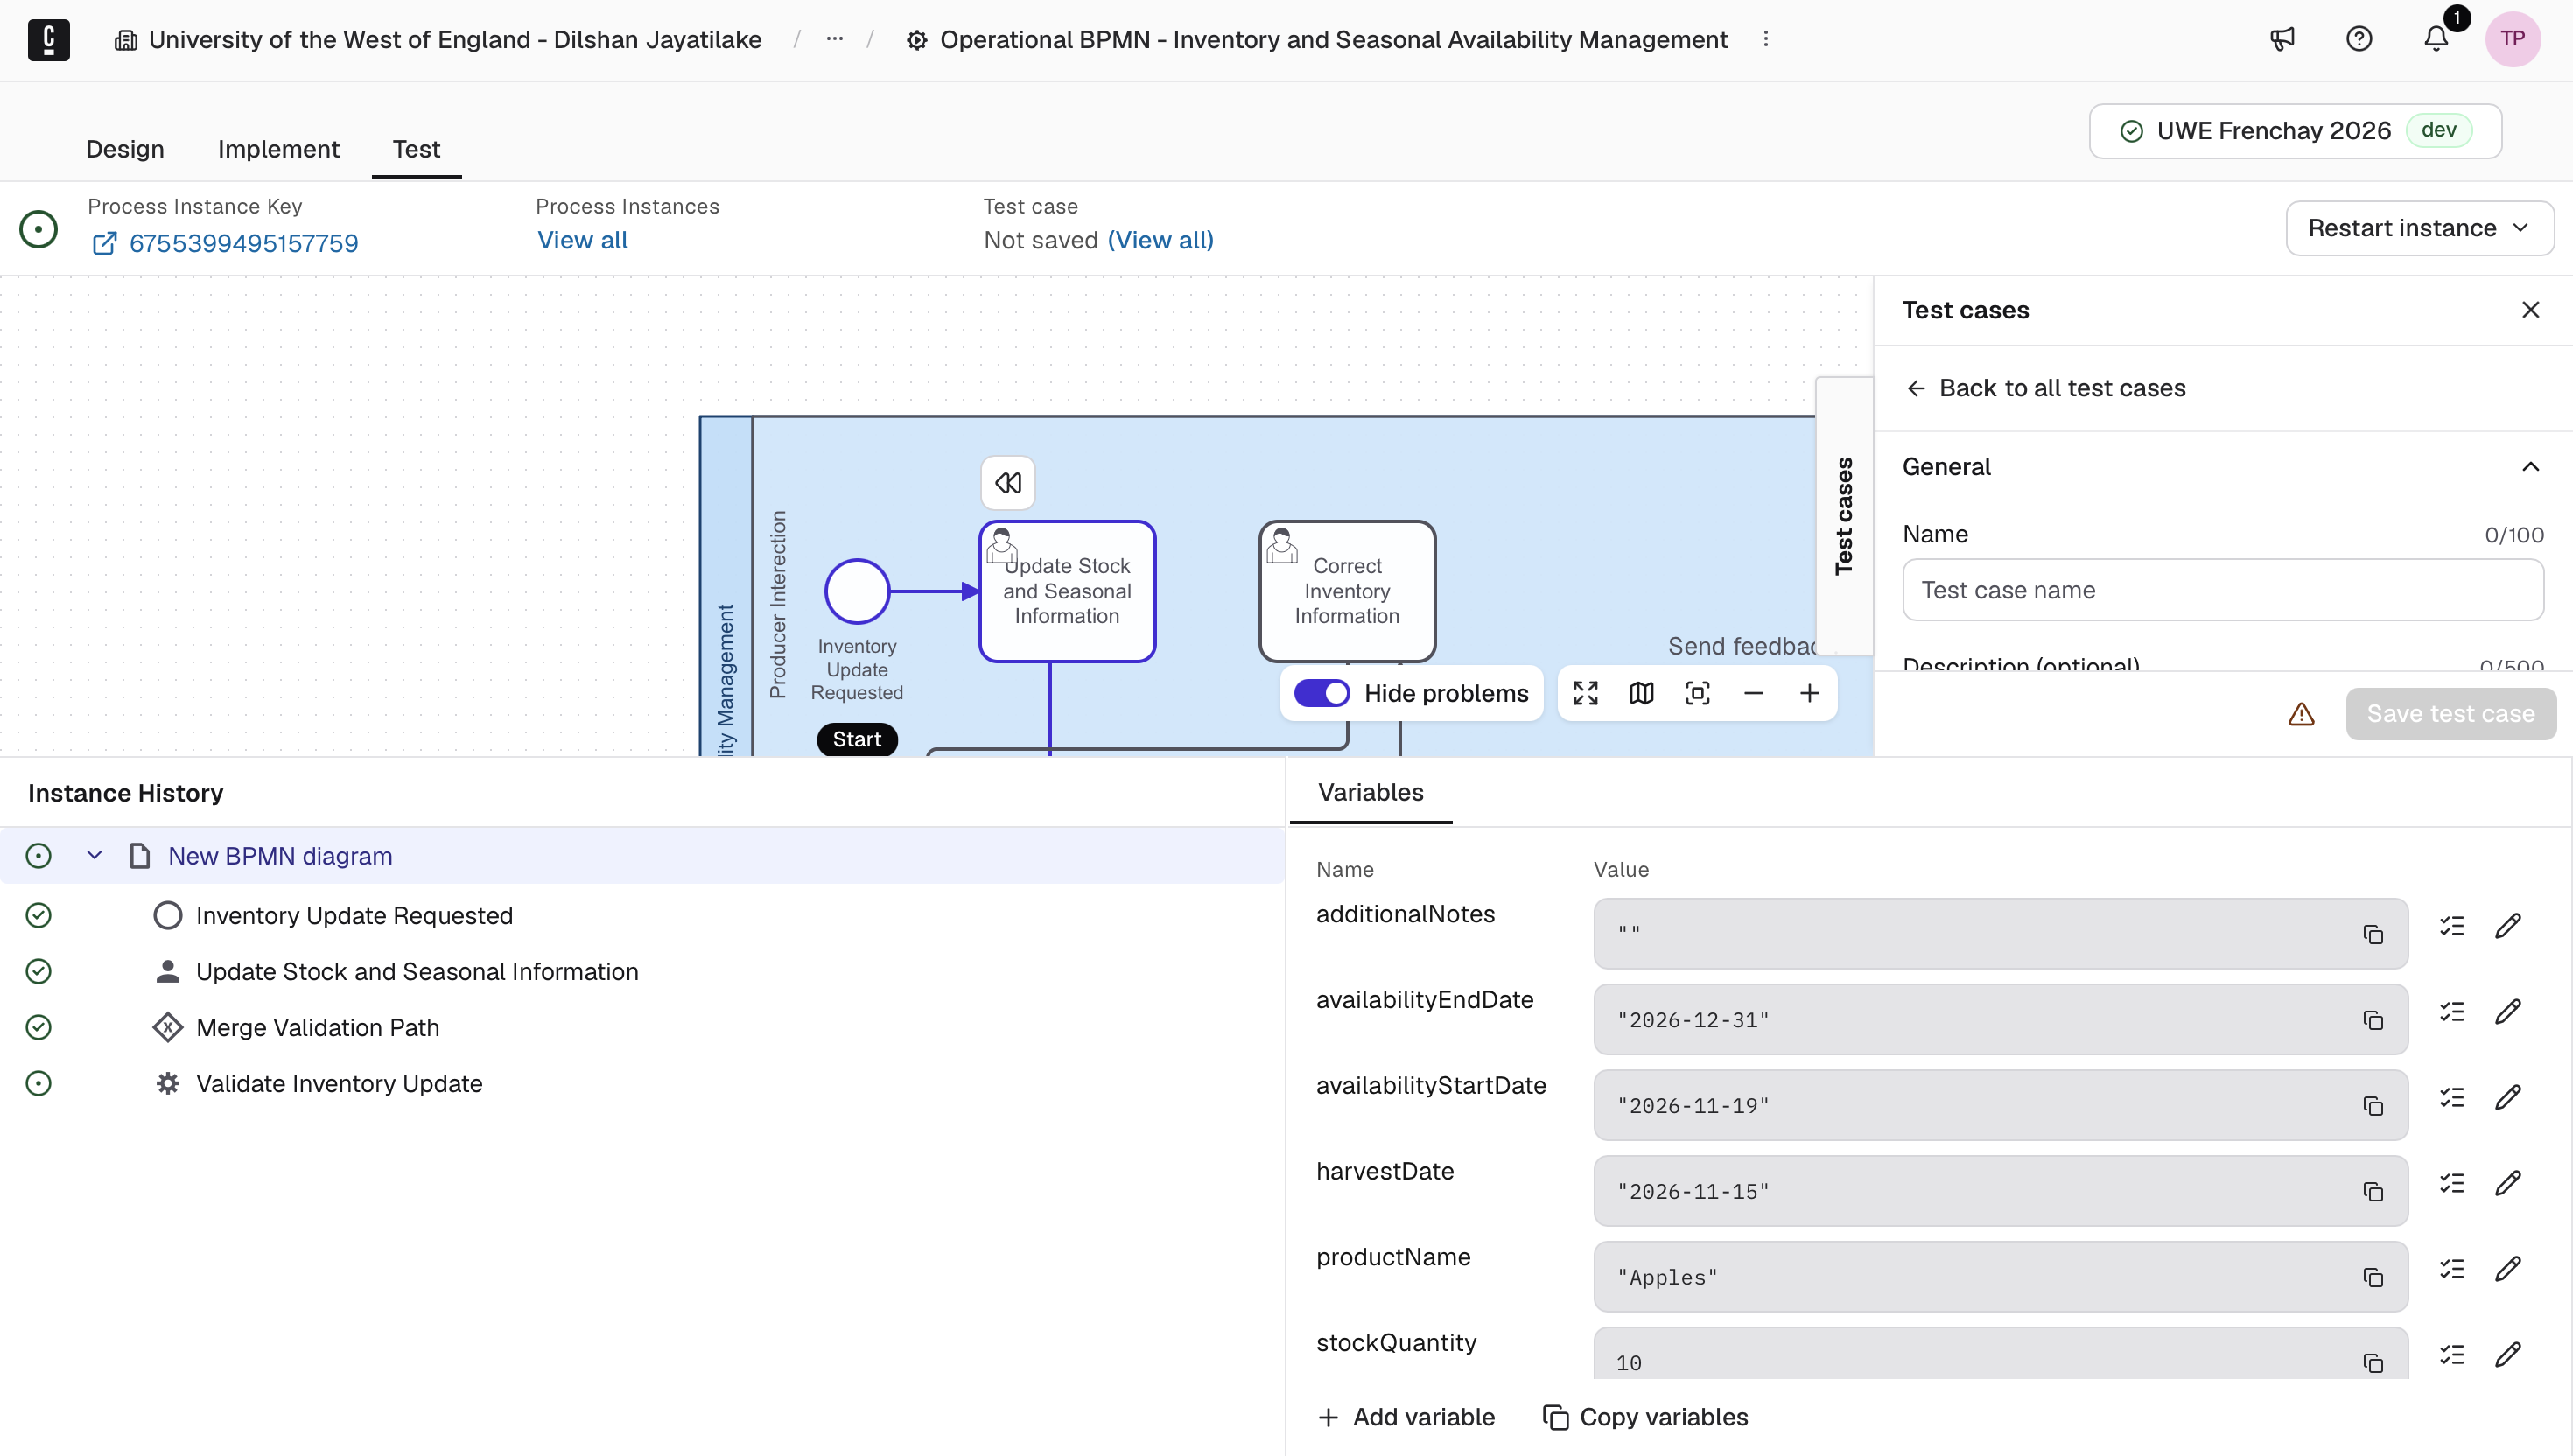 University of the West of England - Dilshan Jayatilake / ... / Operational BPMN - Inventory and Seasonal Availability Management
1
TP
Design
Implement
Test
UWE Frenchay 2026
dev
Process Instance Key
6755399495157759
Process Instances
View all
Test case
Not saved (View all)
Restart instance
Test cases
Back to all test cases
General
Name
0/100
Test case name
Description (optional)
0/500
Save test case
Test cases
lity Management
Producer Interection
Inventory
Update
Requested
Start
Update Stock
and Seasonal
Information
Correct
Inventory
Information
Send feedbac
Hide problems
Instance History
New BPMN diagram
Inventory Update Requested
Update Stock and Seasonal Information
Merge Validation Path
Validate Inventory Update
Variables
Name
Value
additionalNotes
""
availabilityEndDate
"2026-12-31"
availabilityStartDate
"2026-11-19"
harvestDate
"2026-11-15"
productName
"Apples"
stockQuantity
10
Add variable
Copy variables